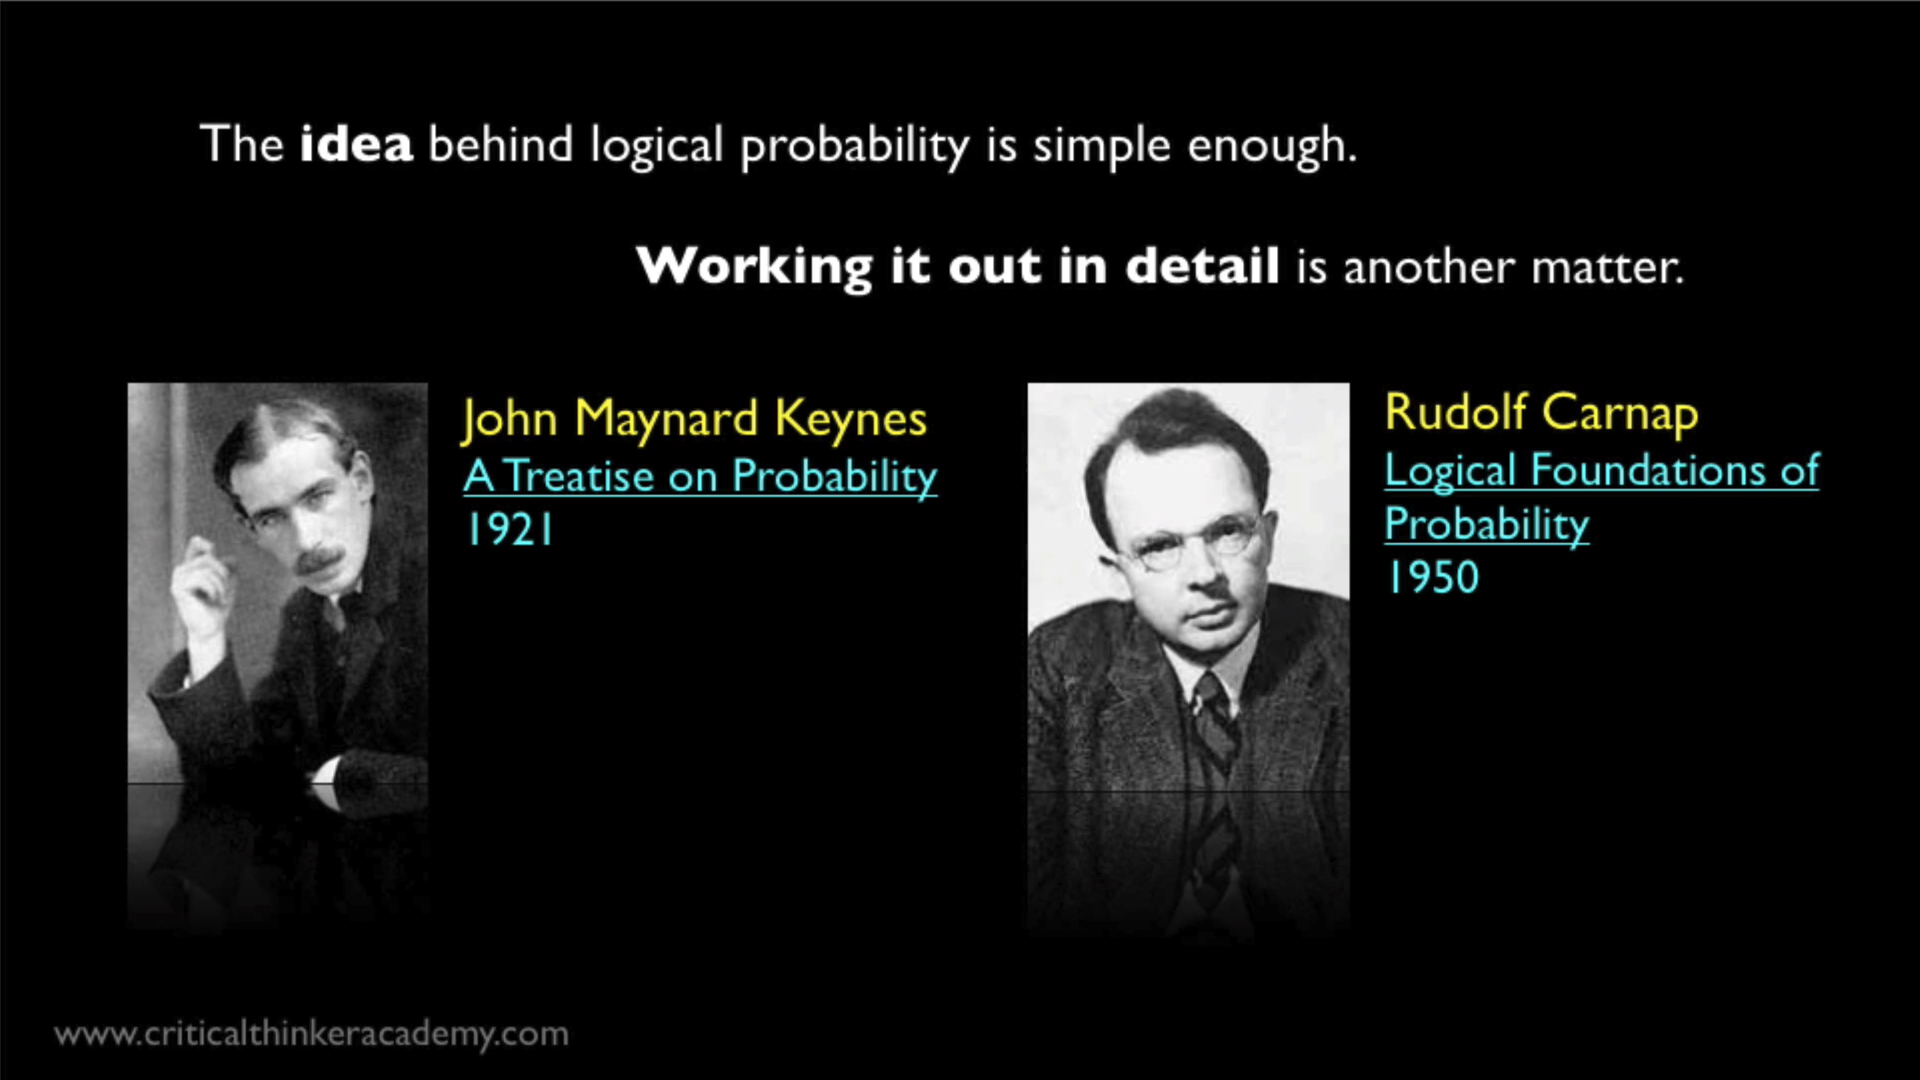 The idea behind logical probability is simple enough.
Working it out in detail is another matter.
John Maynard Keynes
A Treatise on Probability
1921
Rudolf Carnap
Logical Foundations of
Probability
1950
www.criticalthinkeracademy.com